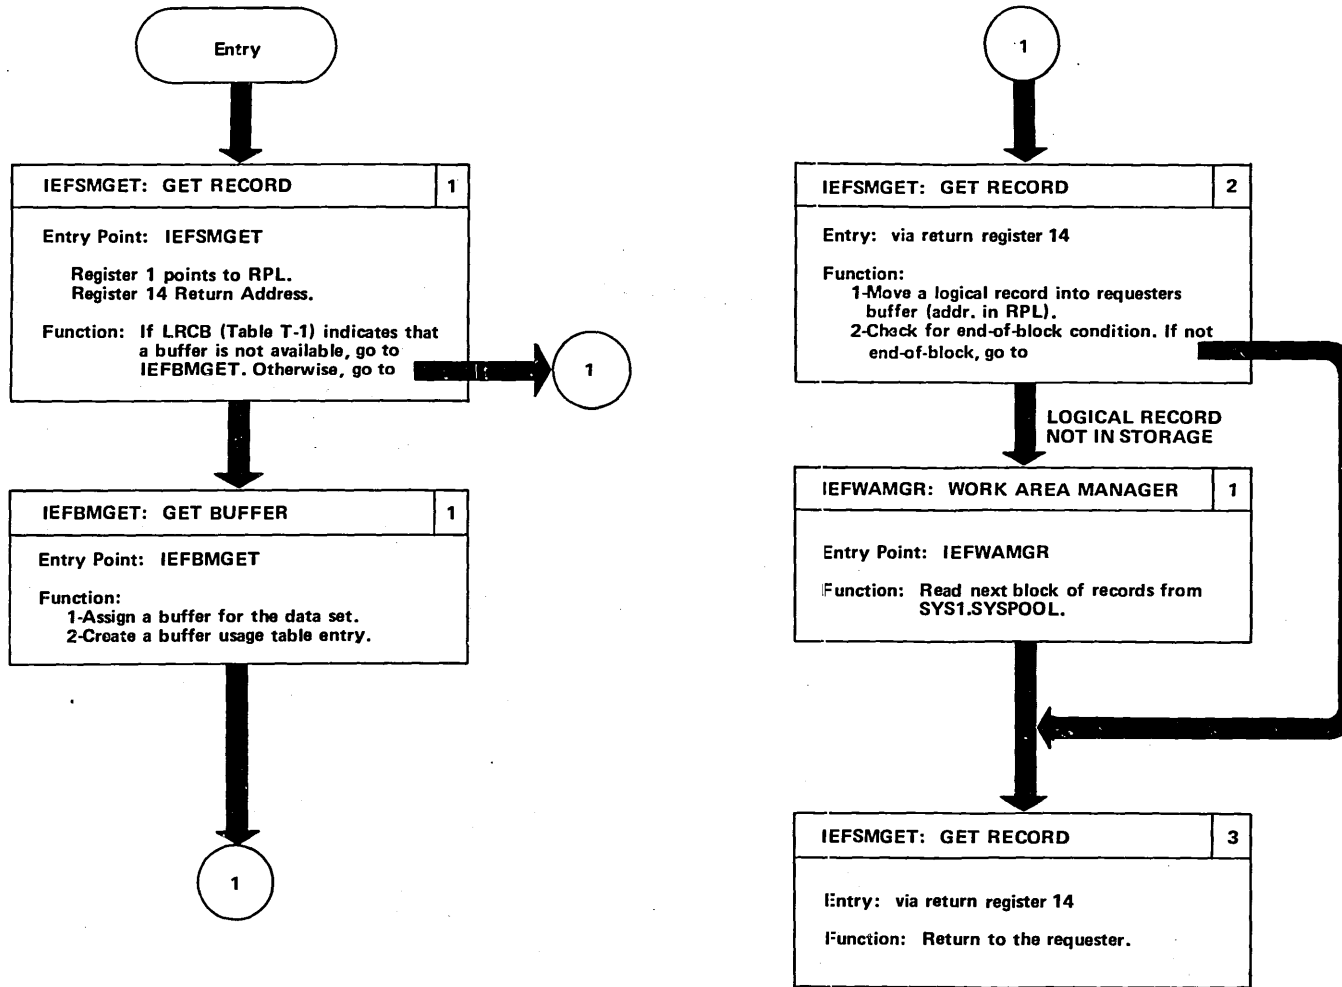 Entry
IEFSMGET: GET RECORD 1
Entry Point: IEFSMGET
Register 1 points to RPL.
Register 14 Return Address.
Function: If LRCB (Table T-1) indicates that
a buffer is not available, go to
IEFBMGET. Otherwise, go to
1
IEFBMGET: GET BUFFER 1
Entry Point: IEFBMGET
Function:
1-Assign a buffer for the data set.
2-Create a buffer usage table entry.
1
1
IEFSMGET: GET RECORD 2
Entry: via return register 14
Function:
1-Move a logical record into requesters
buffer (addr. in RPL).
2-Check for end-of-block condition. If not
end-of-block, go to
LOGICAL RECORD
NOT IN STORAGE
IEFWAMGR: WORK AREA MANAGER 1
Entry Point: IEFWAMGR
Function: Read next block of records from
SYS1.SYSPOOL.
IEFSMGET: GET RECORD 3
Entry: via return register 14
Function: Return to the requester.